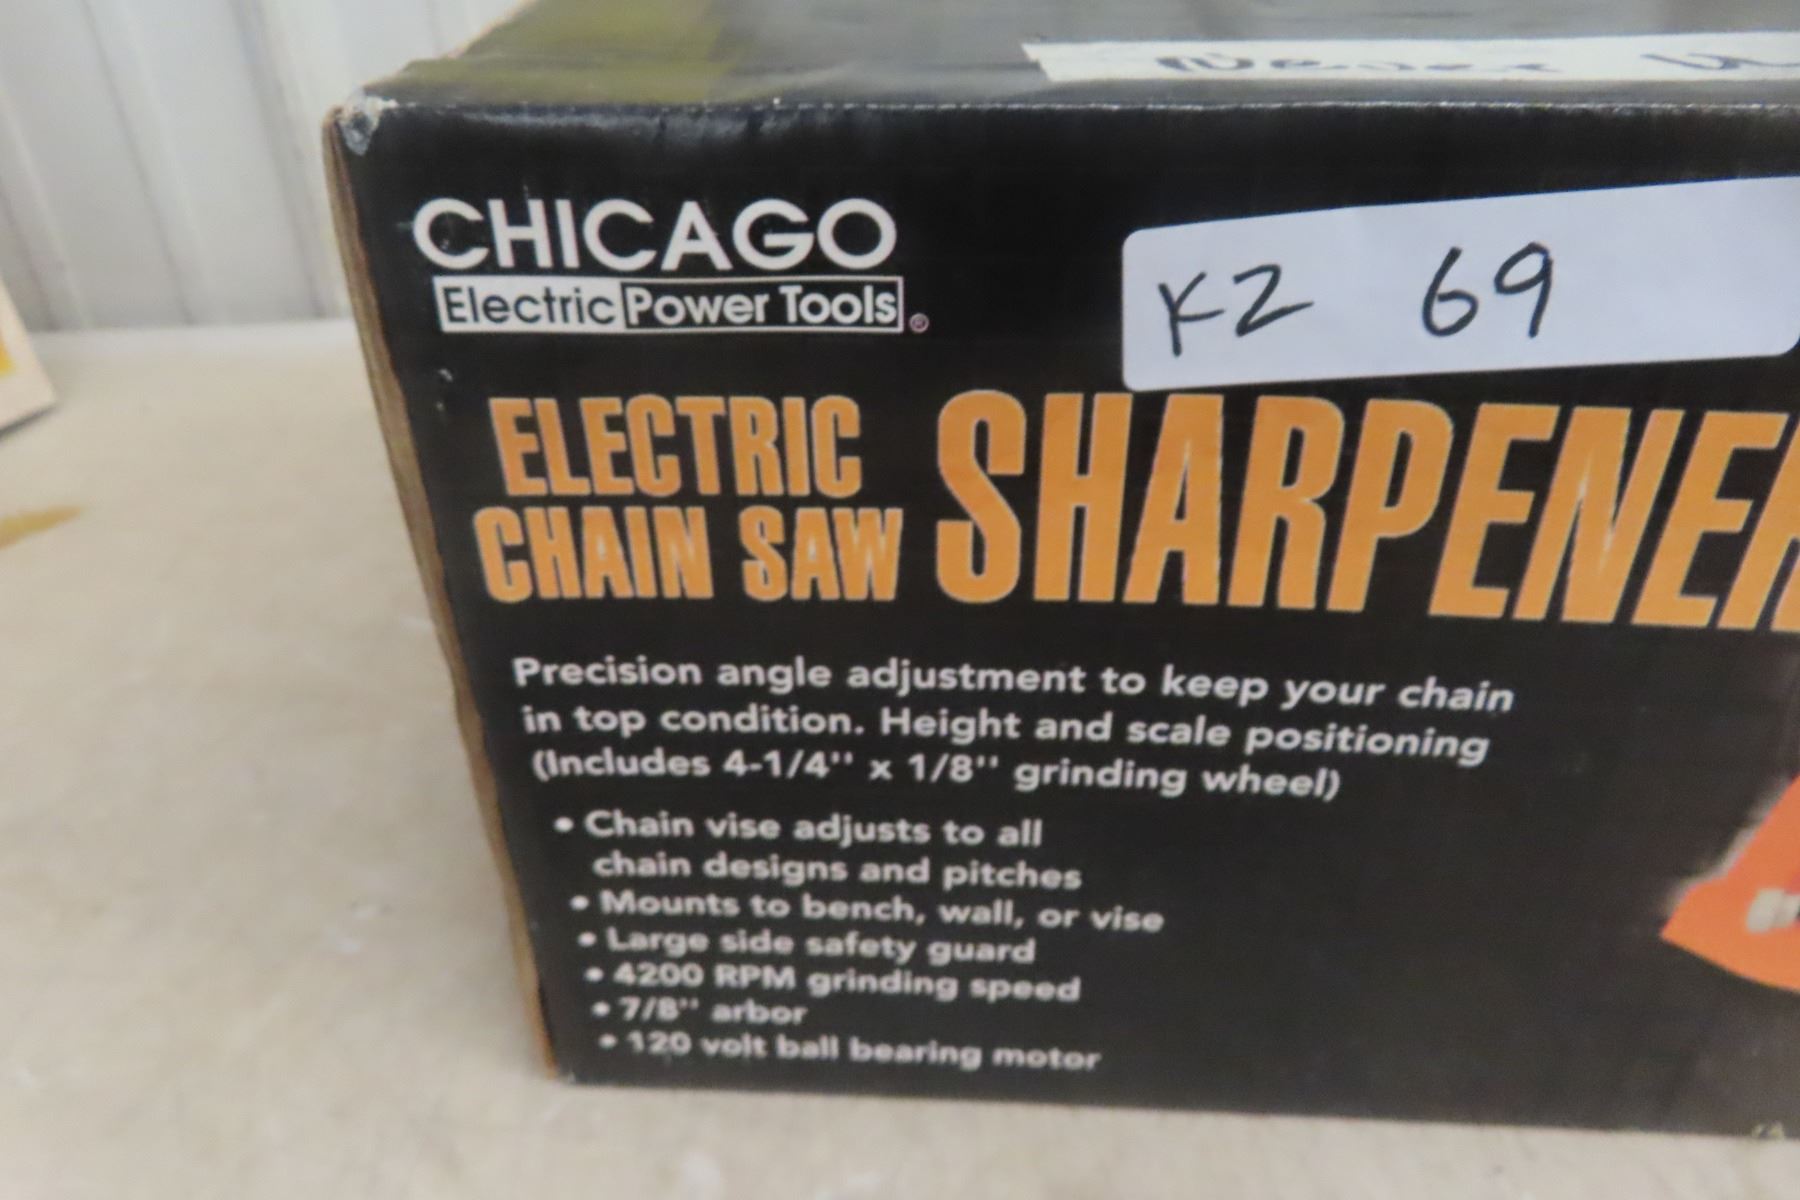 Never
CHICAGO
Electric Power Tools®
KZ 69
ELECTRIC
CHAIN SAW
SHARPENER
Precision angle adjustment to keep your chain
in top condition. Height and scale positioning
(Includes 4-1/4" x 1/8" grinding wheel)
• Chain vise adjusts to all
chain designs and pitches
• Mounts to bench, wall, or vise
• Large side safety guard
• 4200 RPM grinding speed
• 7/8" arbor
• 120 volt ball bearing motor